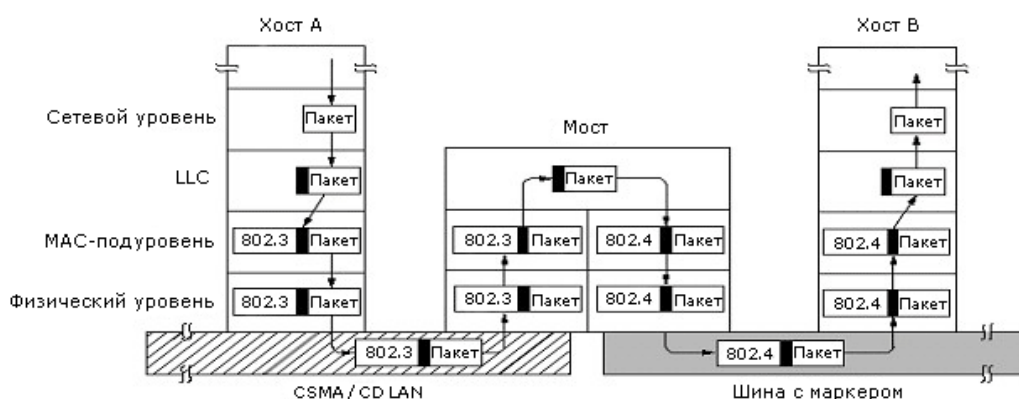 Хост А
Хост В
Сетевой уровень
Пакет
Пакет
Мост
LLC
Пакет
Пакет
Пакет
МАС-подуровень
802.3 Пакет
802.3 Пакет
802.4 Пакет
802.4 Пакет
Физический уровень
802.3 Пакет
802.3 Пакет
802.4 Пакет
802.4 Пакет
802.3 Пакет
802.4 Пакет
CSMA/CD LAN
Шина с маркером